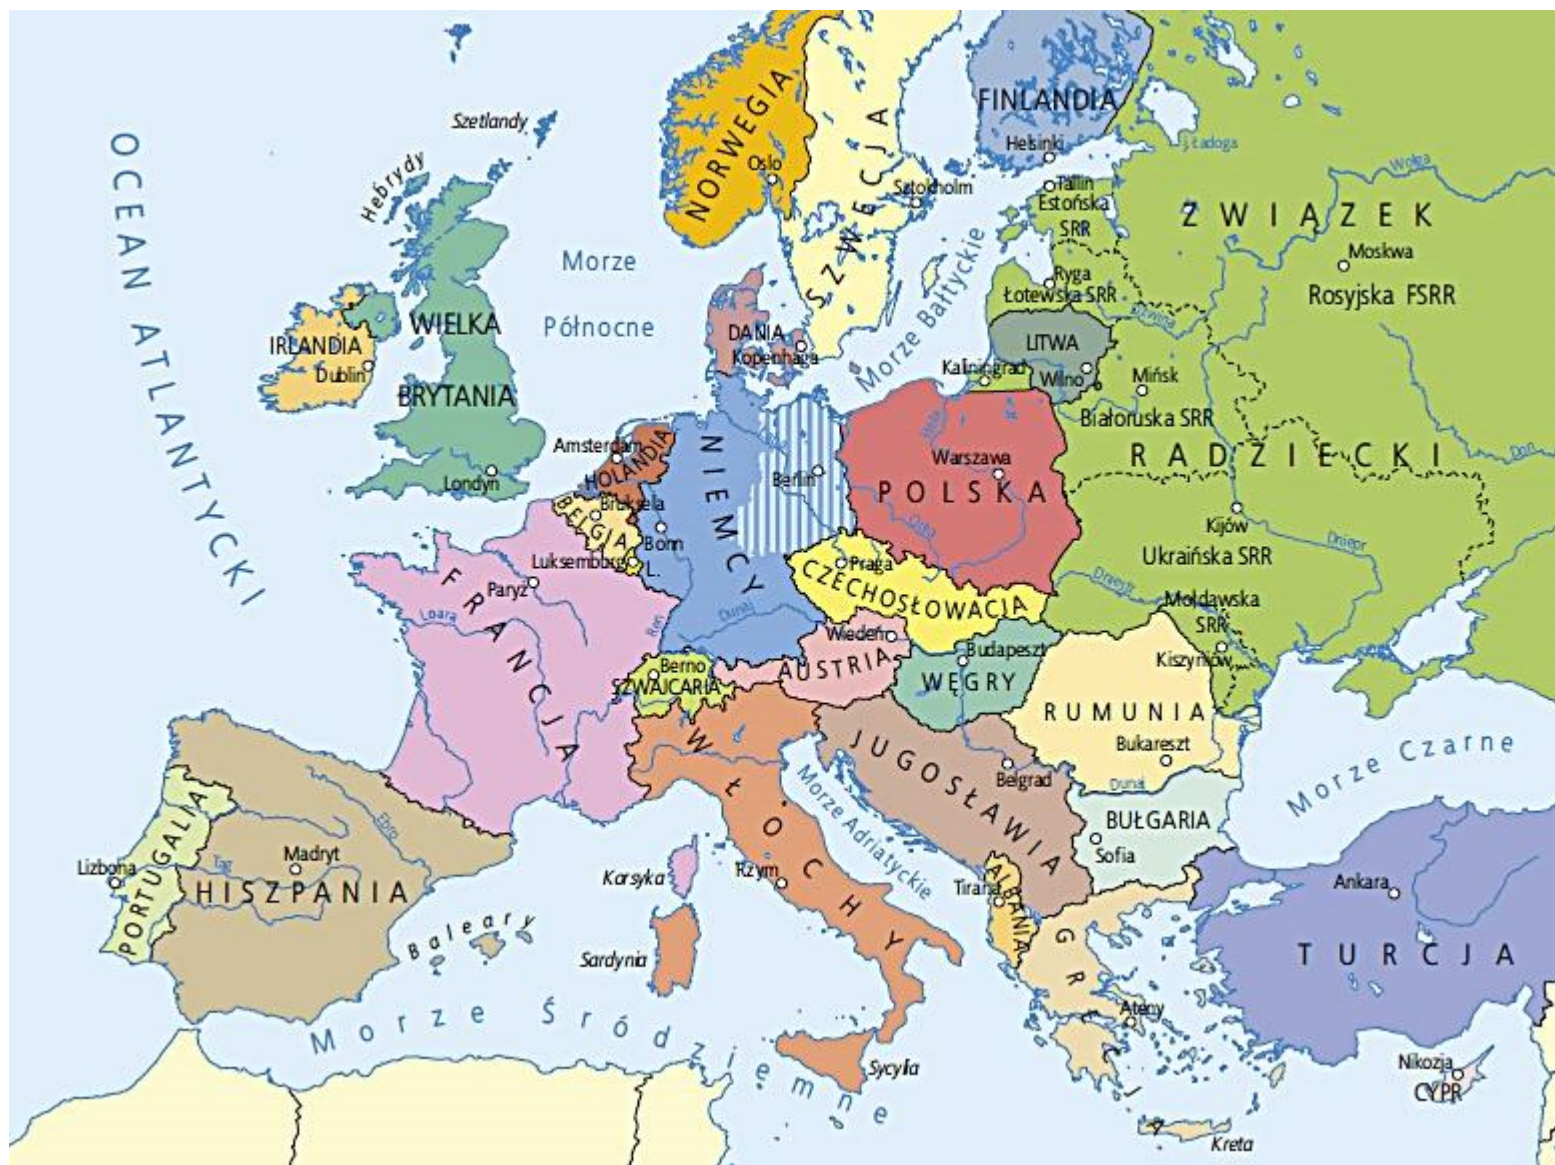 OCEAN ATLANTYCKI
Szetlandy
Hebrydy
Morze
Północne
NORWEGIA
Oslo
SZWECJA
Sztokholm
FINLANDIA
Helsinki
J. Ładoga
Wołga
Tallin
Estońska
SRR
ZWIĄZEK
RADZIECKI
Moskwa
Rosyjska FSRR
Ryga
Łotewska SRR
Dźwina
Morze Bałtyckie
LITWA
Wilno
Kaliningrad
Mińsk
Białoruska SRR
Don
IRLANDIA
Dublin
WIELKA
BRYTANIA
Londyn
DANIA
Kopenhaga
Amsterdam
HOLANDIA
Bruksela
BELGIA
Luksemburg
L.
Bonn
NIEMCY
Berlin
Wisła
Warszawa
POLSKA
Odra
Kijów
Ukraińska SRR
Dniepr
Dniestr
Mołdawska
SRR
Kiszyniów
Praga
CZECHOSŁOWACJA
Paryż
FRANCJA
Loara
Ren
Dunaj
Wiedeń
AUSTRIA
Berno
SZWAJCARIA
Budapeszt
WĘGRY
RUMUNIA
Bukareszt
Dunaj
Morze Czarne
JUGOSŁAWIA
Belgrad
BUŁGARIA
Sofia
WŁOCHY
Rzym
Morze Adriatyckie
Korsyka
Sardynia
Sycylia
Lizbona
PORTUGALIA
Tag
Madryt
HISZPANIA
Ebro
Baleary
Morze Śródziemne
Tirana
ALBANIA
GRECJA
Ateny
Kreta
Ankara
TURCJA
Nikozja
CYPR